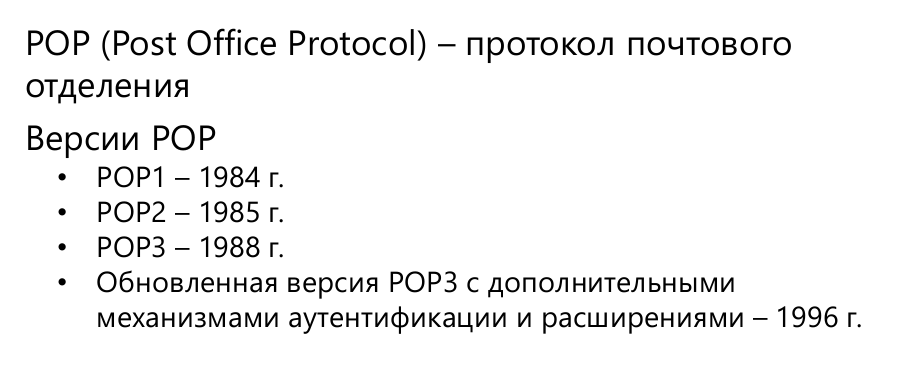 POP (Post Office Protocol) – протокол почтового
отделения
Версии POP
• POP1 – 1984 г.
• POP2 – 1985 г.
• POP3 – 1988 г.
• Обновленная версия POP3 с дополнительными
механизмами аутентификации и расширениями – 1996 г.